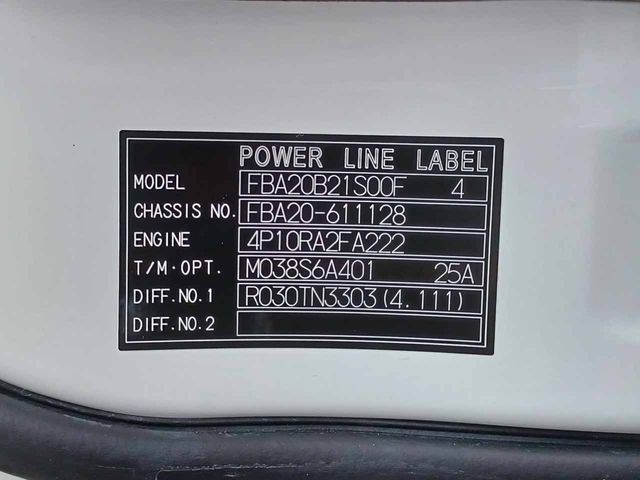 POWER LINE LABEL
MODEL FBA20B21S00F 4
CHASSIS NO. FBA20-611128
ENGINE 4P10RA2FA222
T/M·OPT. M038S6A401 25A
DIFF.NO.1 R030TN3303(4.111)
DIFF.NO.2